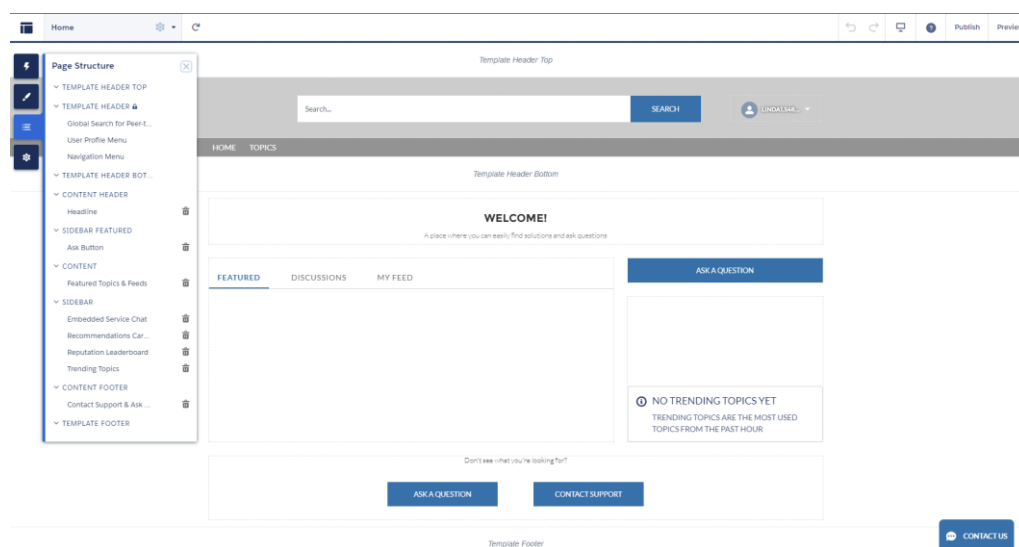 Home
Publish
Preview
Page Structure
TEMPLATE HEADER TOP
TEMPLATE HEADER
Global Search for Peer-t...
User Profile Menu
Navigation Menu
TEMPLATE HEADER BOT...
CONTENT HEADER
Headline
SIDEBAR FEATURED
Ask Button
CONTENT
Featured Topics & Feeds
SIDEBAR
Embedded Service Chat
Recommendations Car...
Reputation Leaderboard
Trending Topics
CONTENT FOOTER
Contact Support & Ask ...
TEMPLATE FOOTER
Template Header Top
Search...
SEARCH
HOME TOPICS
Template Header Bottom
WELCOME!
A place where you can easily find solutions and ask questions
FEATURED DISCUSSIONS MY FEED
ASK A QUESTION
NO TRENDING TOPICS YET
TRENDING TOPICS ARE THE MOST USED
TOPICS FROM THE PAST HOUR
Don't see what you're looking for?
ASK A QUESTION
CONTACT SUPPORT
Template Footer
CONTACT US